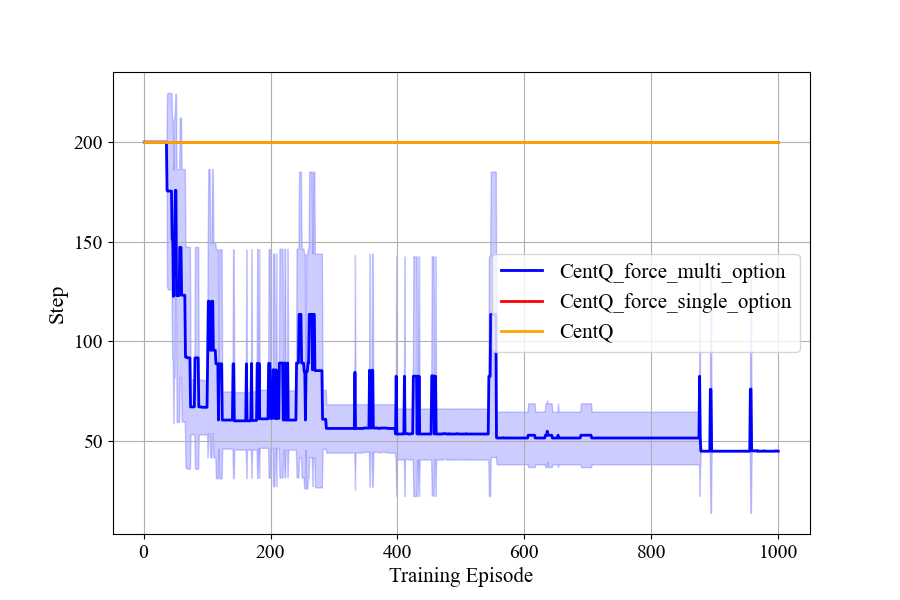 200
150
100
50
Step
CentQ_force_multi_option
CentQ_force_single_option
CentQ
0 200 400 600 800 1000
Training Episode